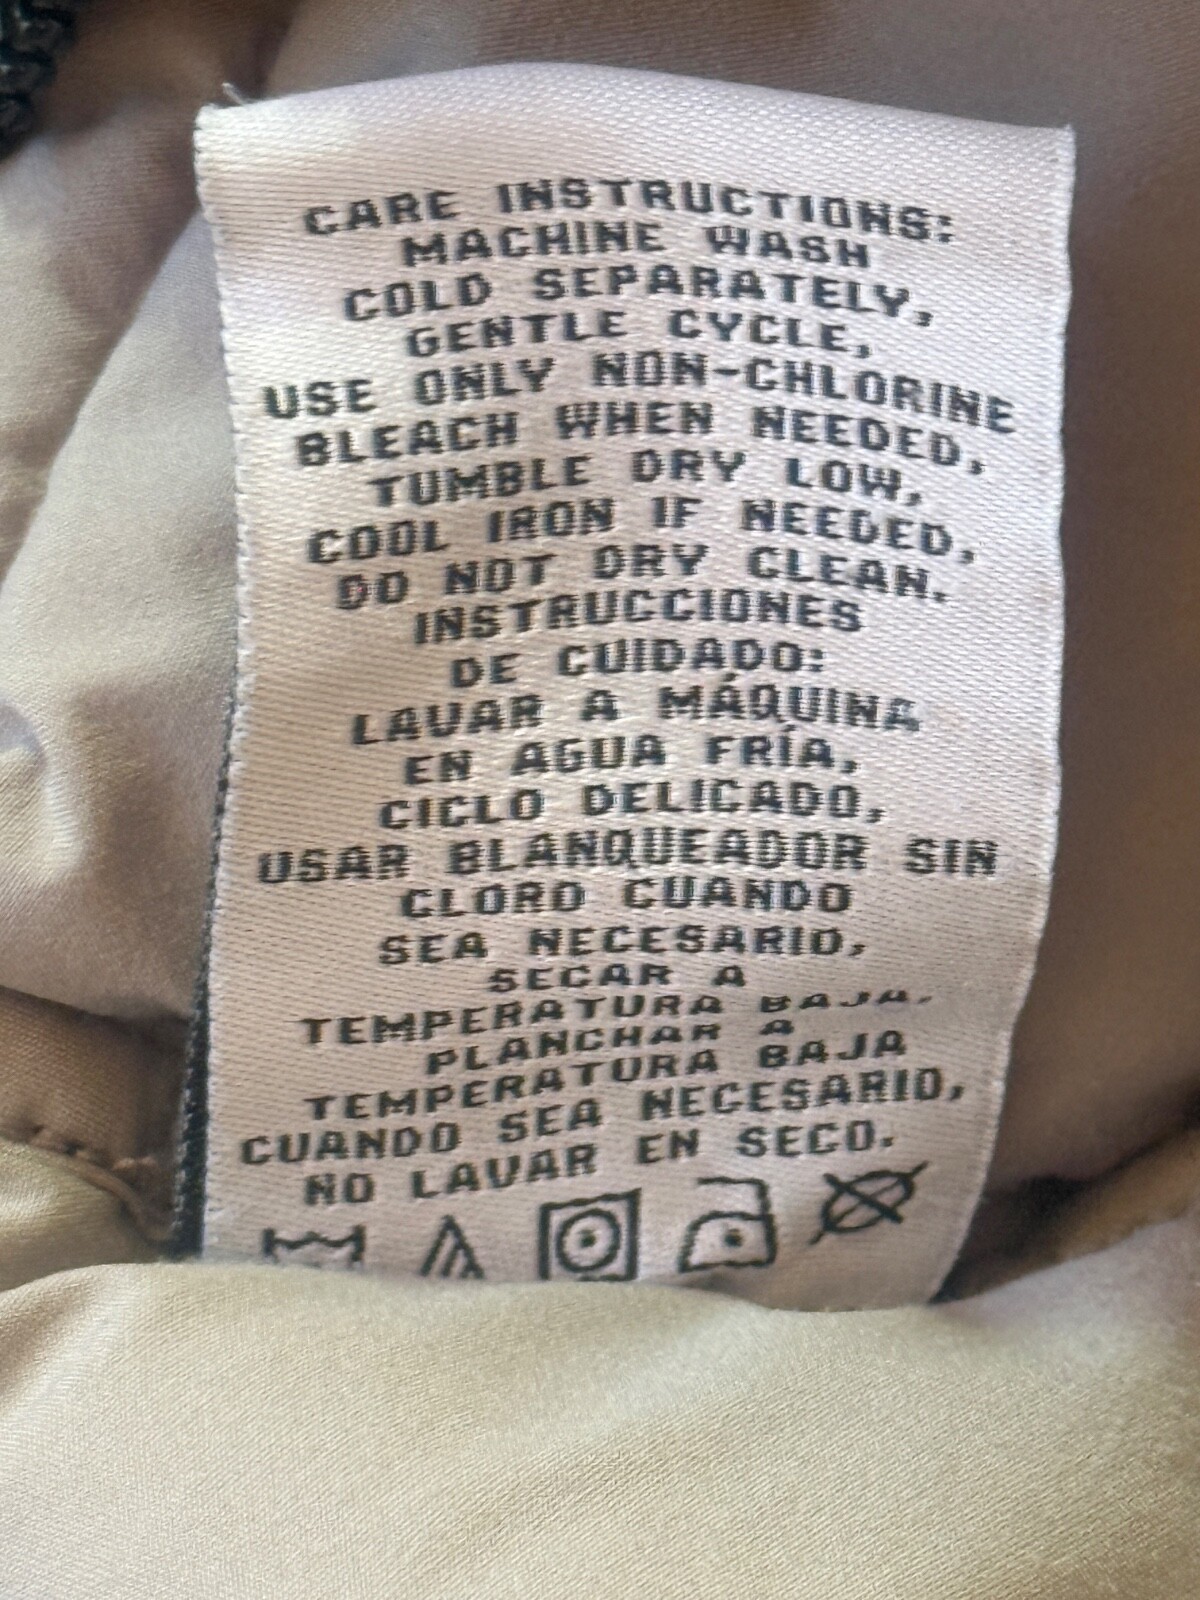 CARE INSTRUCTIONS:
MACHINE WASH
COLD SEPARATELY,
GENTLE CYCLE,
USE ONLY NON-CHLORINE
BLEACH WHEN NEEDED,
TUMBLE DRY LOW,
COOL IRON IF NEEDED,
DO NOT DRY CLEAN.
INSTRUCCIONES
DE CUIDADO:
LAVAR A MÁQUINA
EN AGUA FRÍA,
CICLO DELICADO,
USAR BLANQUEADOR SIN
CLORO CUANDO
SEA NECESARIO,
SECAR A
TEMPERATURA BAJA,
PLANCHAR A
TEMPERATURA BAJA
CUANDO SEA NECESARIO,
NO LAVAR EN SECO.